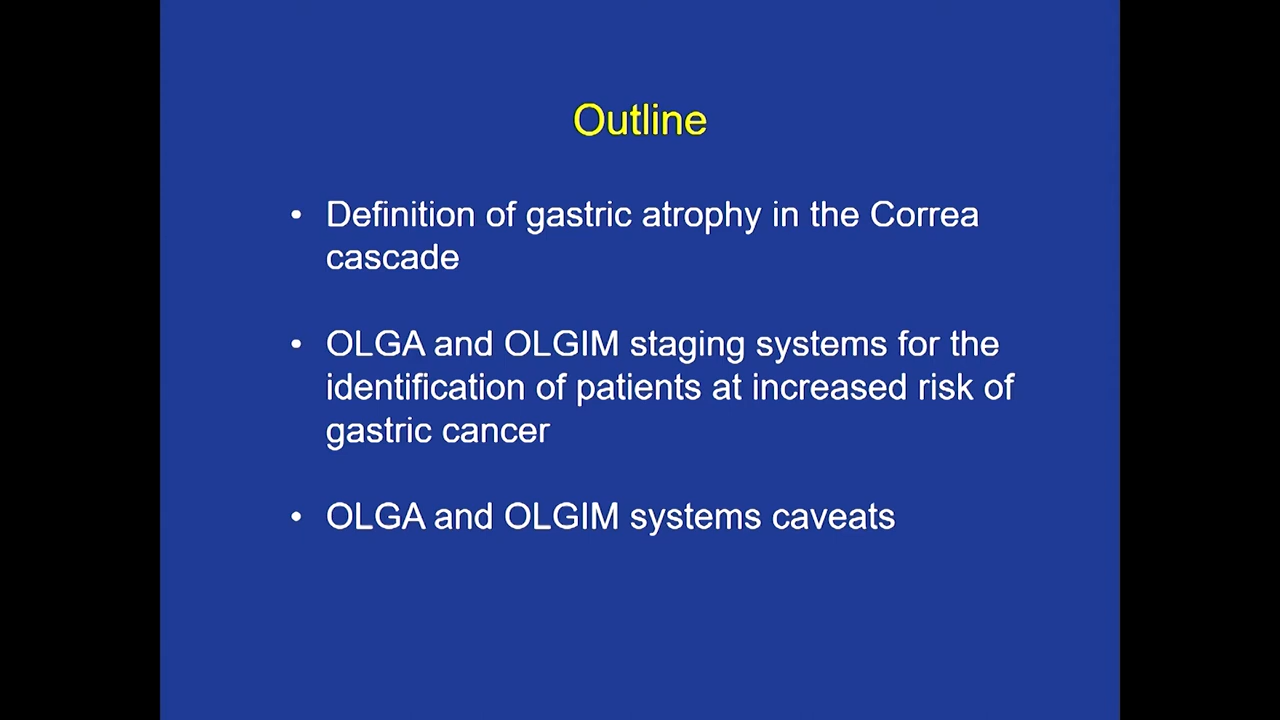 Outline
• Definition of gastric atrophy in the Correa
cascade
• OLGA and OLGIM staging systems for the
identification of patients at increased risk of
gastric cancer
• OLGA and OLGIM systems caveats